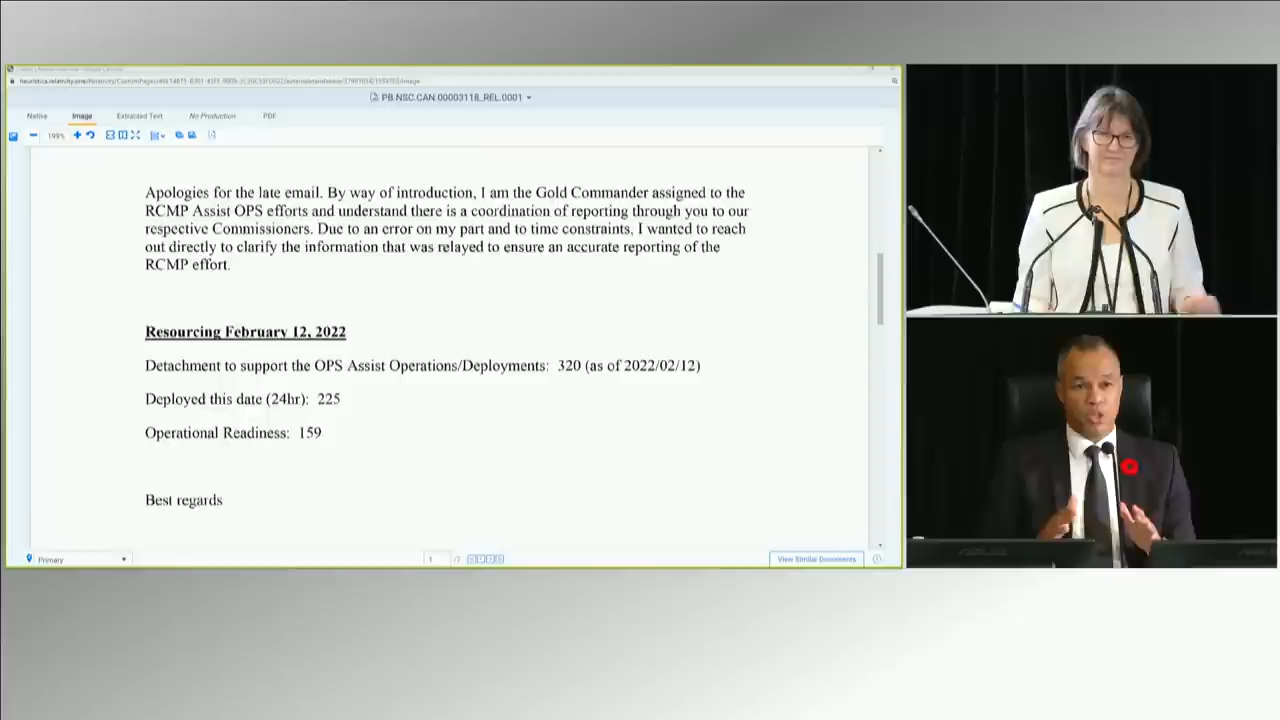 PB.NSC.CAN.00003118_REL.0001
Native Image Extracted Text No Production PDF
199%
Apologies for the late email. By way of introduction, I am the Gold Commander assigned to the
RCMP Assist OPS efforts and understand there is a coordination of reporting through you to our
respective Commissioners. Due to an error on my part and to time constraints, I wanted to reach
out directly to clarify the information that was relayed to ensure an accurate reporting of the
RCMP effort.
Resourcing February 12, 2022
Detachment to support the OPS Assist Operations/Deployments: 320 (as of 2022/02/12)
Deployed this date (24hr): 225
Operational Readiness: 159
Best regards
Primary
1
View Similar Documents